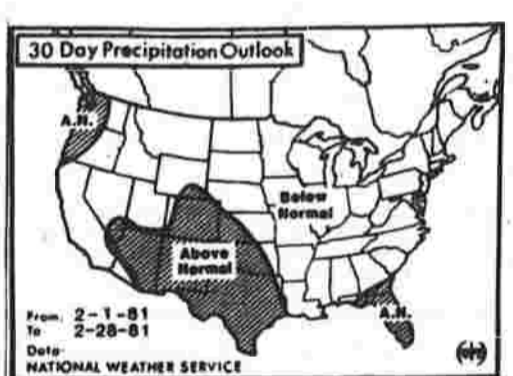 30 Day Precipitation Outlook
A.N.
Below
Normal
Above
Normal
A.N.
From: 2-1-81
To 2-28-81
Data-
NATIONAL WEATHER SERVICE